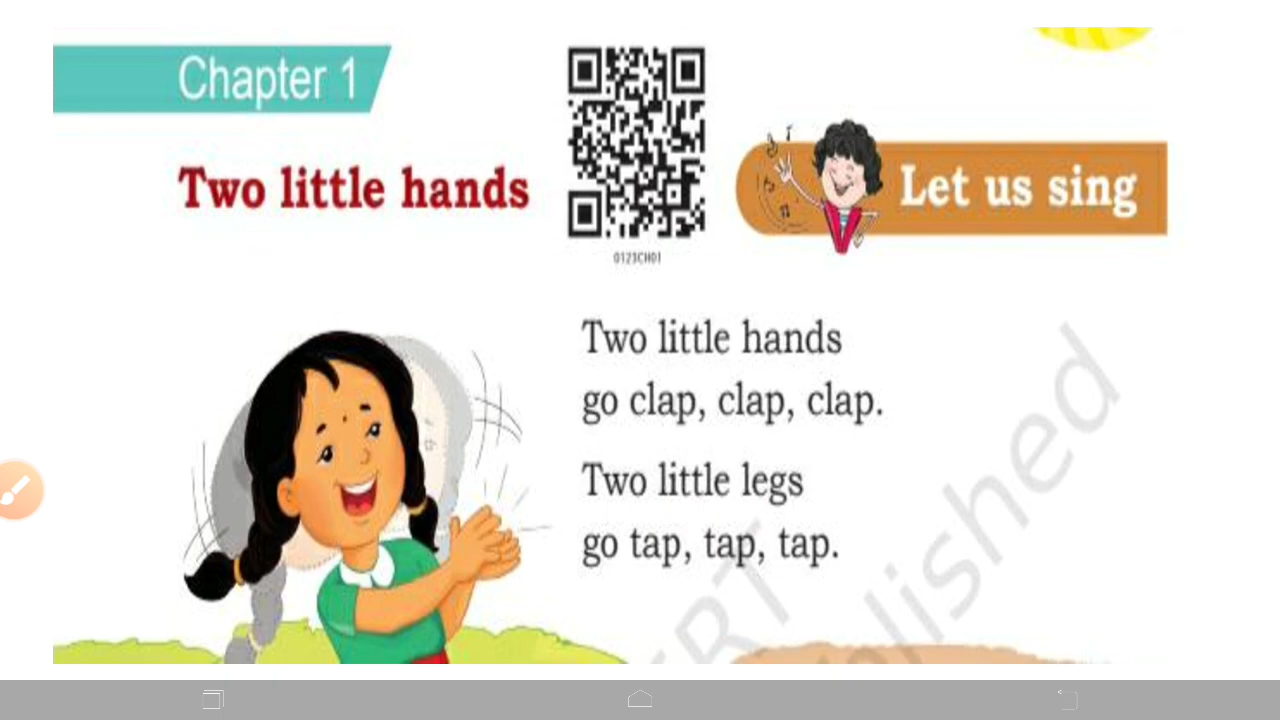 Chapter 1
Two little hands
0123CH01
Let us sing
Two little hands
go clap, clap, clap.
Two little legs
go tap, tap, tap.